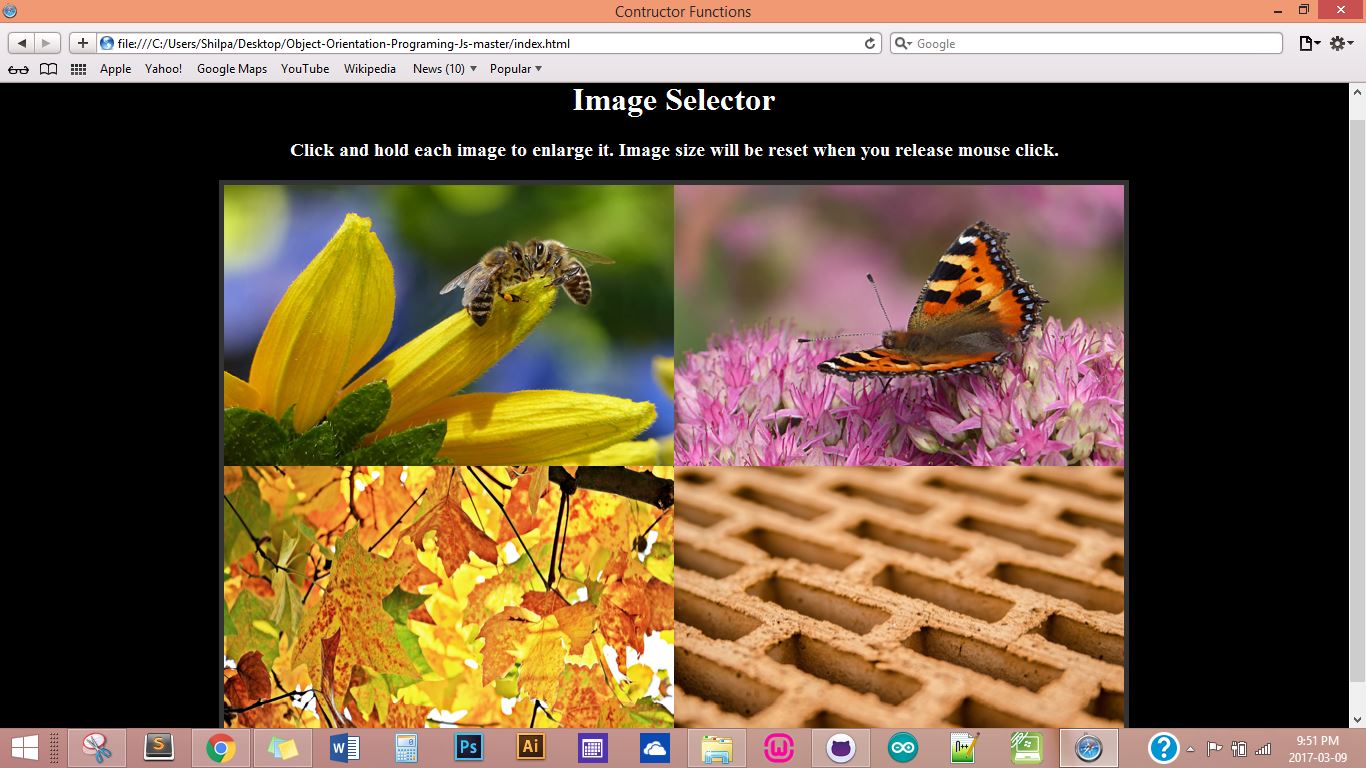 Contructor Functions
file:///C:/Users/Shilpa/Desktop/Object-Orientation-Programing-Js-master/index.html
Google
Apple Yahoo! Google Maps YouTube Wikipedia News (10) Popular
Image Selector
Click and hold each image to enlarge it. Image size will be reset when you release mouse click.
S W Ps Ai n++ ?
9:51 PM
2017-03-09